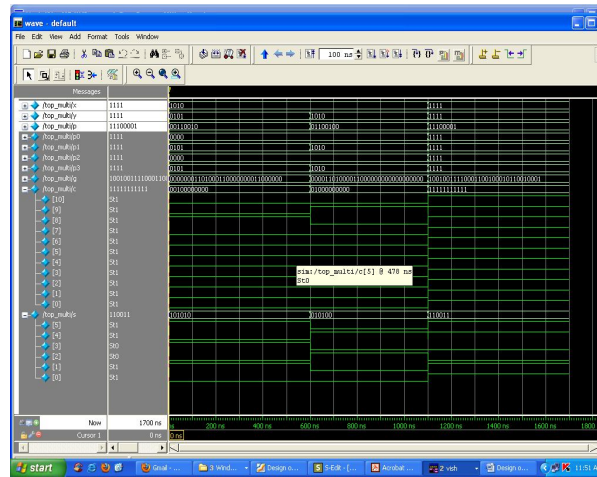 wave - default
File Edit View Add Format Tools Window
100 ns
Messages
/top_multi/x 1111 1010 1111
/top_multi/y 1111 0101 1010 1111
/top_multi/p 11100001 00110010 01100100 11100001
/top_multi/p0 1111 0000 1111
/top_multi/p1 1111 0101 1010 1111
/top_multi/p2 1111 0000 1111
/top_multi/p3 1111 0101 1010 1111
/top_multi/g
/top_multi/c 11111111111 00100000000 01000000000 11111111111
[10] St1
[9] St1
[8] St1
[7] St1
[6] St1
[5] St1
[4] St1
[3] St1
[2] St1
[1] St1
[0] St1
sim:/top_multi/c[5] @ 478 ns
St0
/top_multi/s 110011 101010 010100 110011
[5] St1
[4] St1
[3] St0
[2] St0
[1] St1
[0] St1
Now 1700 ns ns 200 ns 400 ns 600 ns 800 ns 1000 ns 1200 ns 1400 ns 1600 ns 1800
Cursor 1 0 ns 0 ns
start Gmail - ... 3 Wind... Design o... S-Edit - [... Acrobat ... 2 vish Design o... 11:51 A